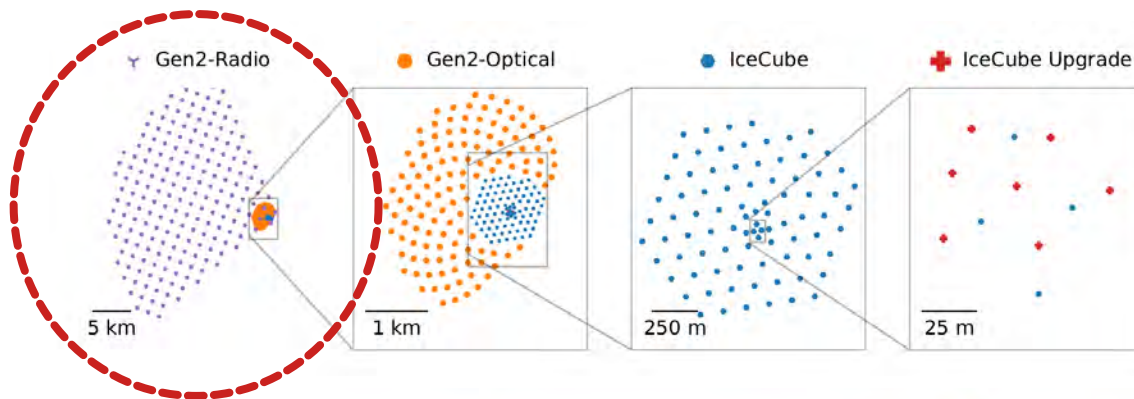 Gen2-Radio
Gen2-Optical
IceCube
IceCube Upgrade
5 km
1 km
250 m
25 m